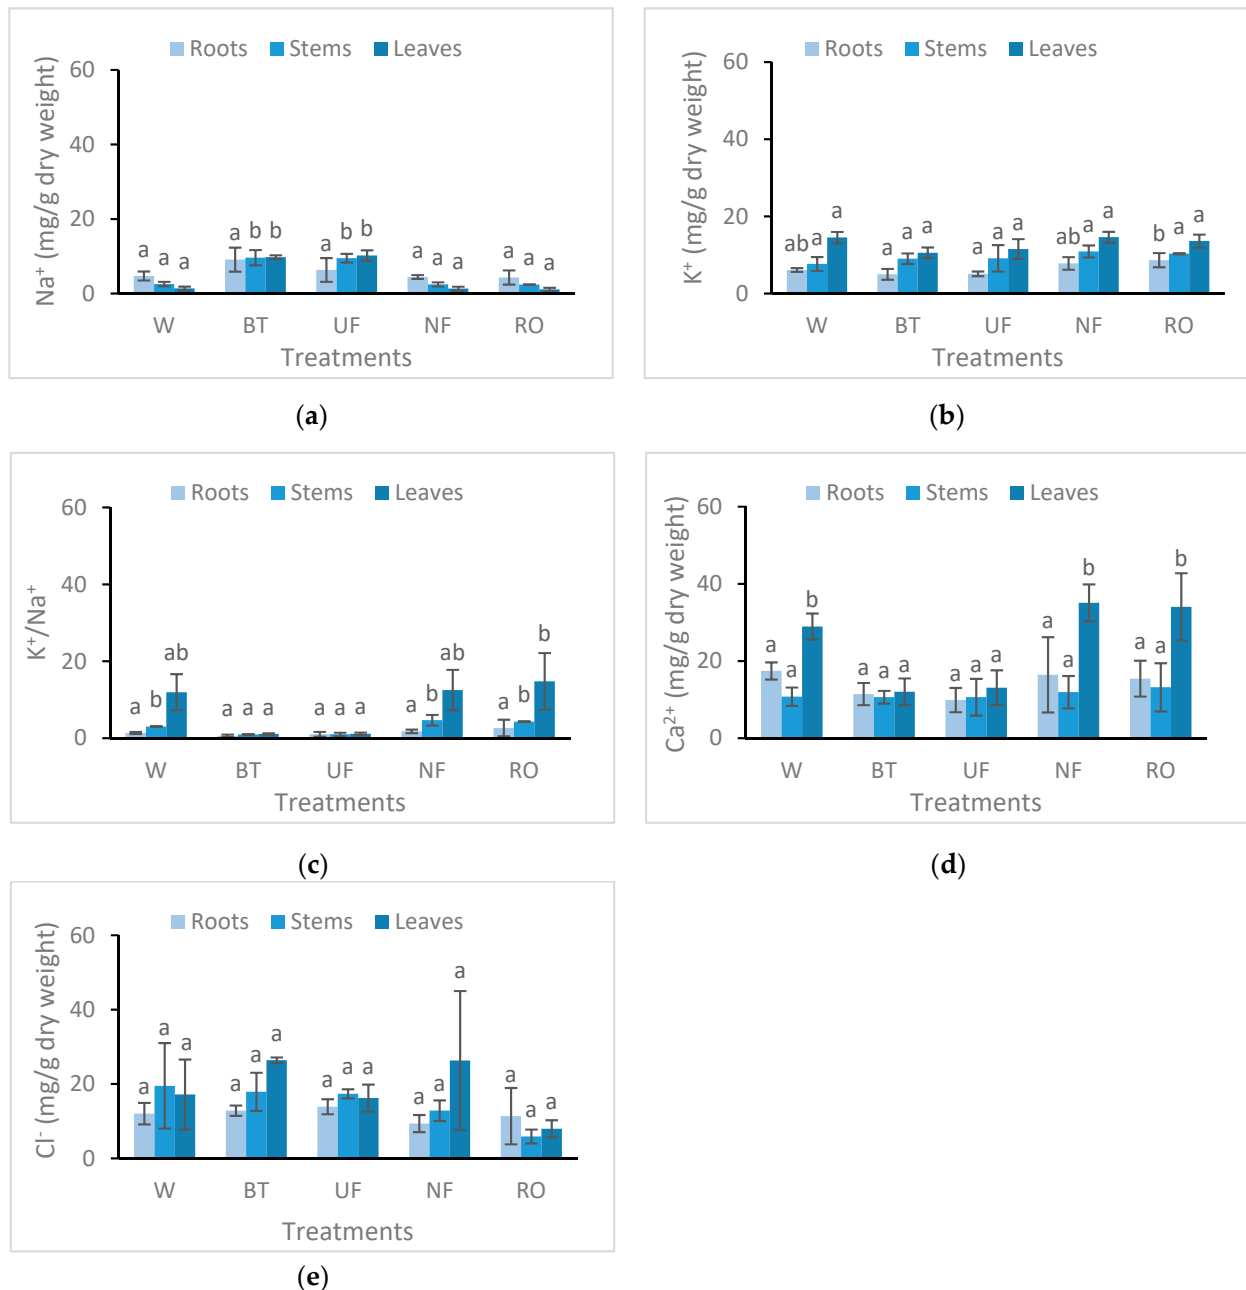 Roots Stems Leaves
60
40
20
0
Na⁺ (mg/g dry weight)
a a a a b b a b b a a a a a a
W BT UF NF RO
Treatments
(a)
Roots Stems Leaves
60
40
20
0
K⁺ (mg/g dry weight)
ab a a a a a a a a ab a a b a a
W BT UF NF RO
Treatments
(b)
Roots Stems Leaves
60
40
20
0
K⁺/Na⁺
a b ab a a a a a a a b ab a b b
W BT UF NF RO
Treatments
(c)
Roots Stems Leaves
60
40
20
0
Ca²⁺ (mg/g dry weight)
a a b a a a a a a a a b a a b
W BT UF NF RO
Treatments
(d)
Roots Stems Leaves
60
40
20
0
Cl⁻ (mg/g dry weight)
a a a a a a a a a a a a a a a
W BT UF NF RO
Treatments
(e)